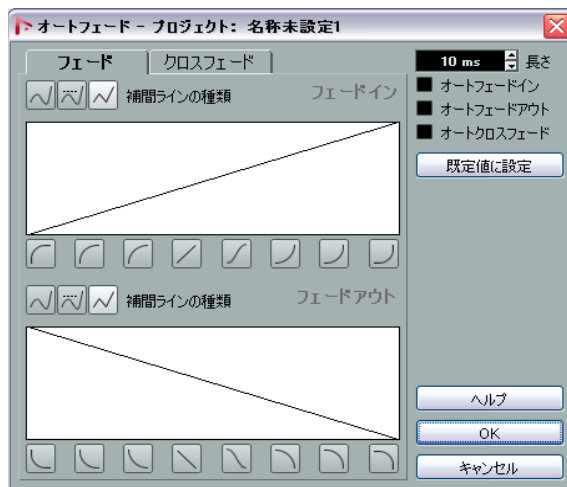 オートフェード - プロジェクト: 名称未設定1
フェード
クロスフェード
補間ラインの種類
フェードイン
補間ラインの種類
フェードアウト
10 ms
長さ
オートフェードイン
オートフェードアウト
オートクロスフェード
既定値に設定
ヘルプ
OK
キャンセル